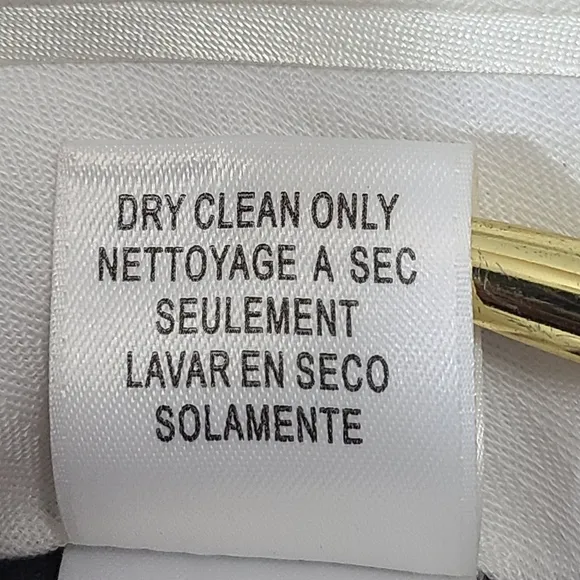 DRY CLEAN ONLY
NETTOYAGE A SEC
SEULEMENT
LAVAR EN SECO
SOLAMENTE